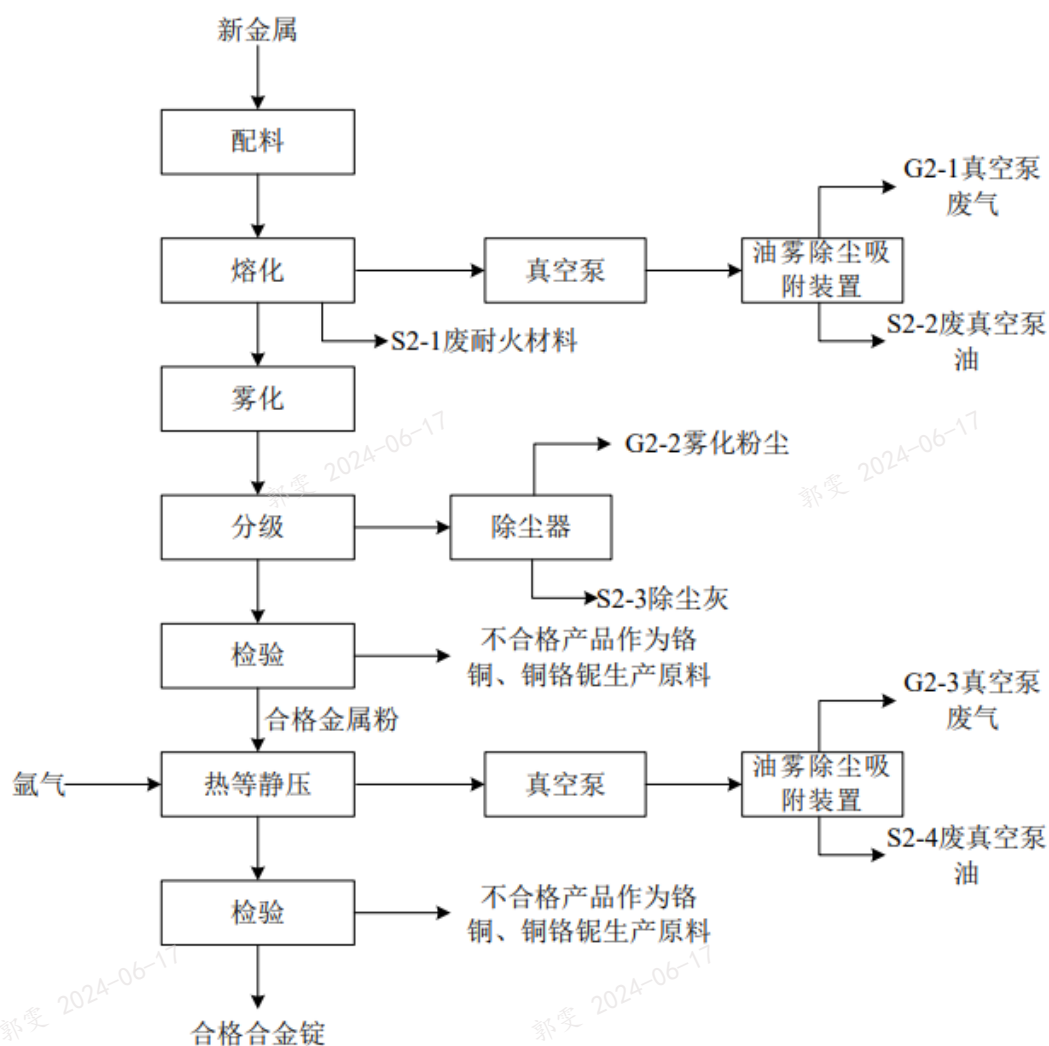 新金属
配料
G2-1真空泵
废气
熔化
真空泵
油雾除尘吸
附装置
S2-1废耐火材料
S2-2废真空泵
油
雾化
郭雯 2024-06-17
郭雯 2024-06-17
G2-2雾化粉尘
分级
除尘器
S2-3除尘灰
检验
不合格产品作为铬
铜、铜铬铌生产原料
合格金属粉
G2-3真空泵
废气
氩气
热等静压
真空泵
油雾除尘吸
附装置
S2-4废真空泵
油
检验
不合格产品作为铬
铜、铜铬铌生产原料
郭雯 2024-06-17
郭雯 2024-06-17
合格合金锭